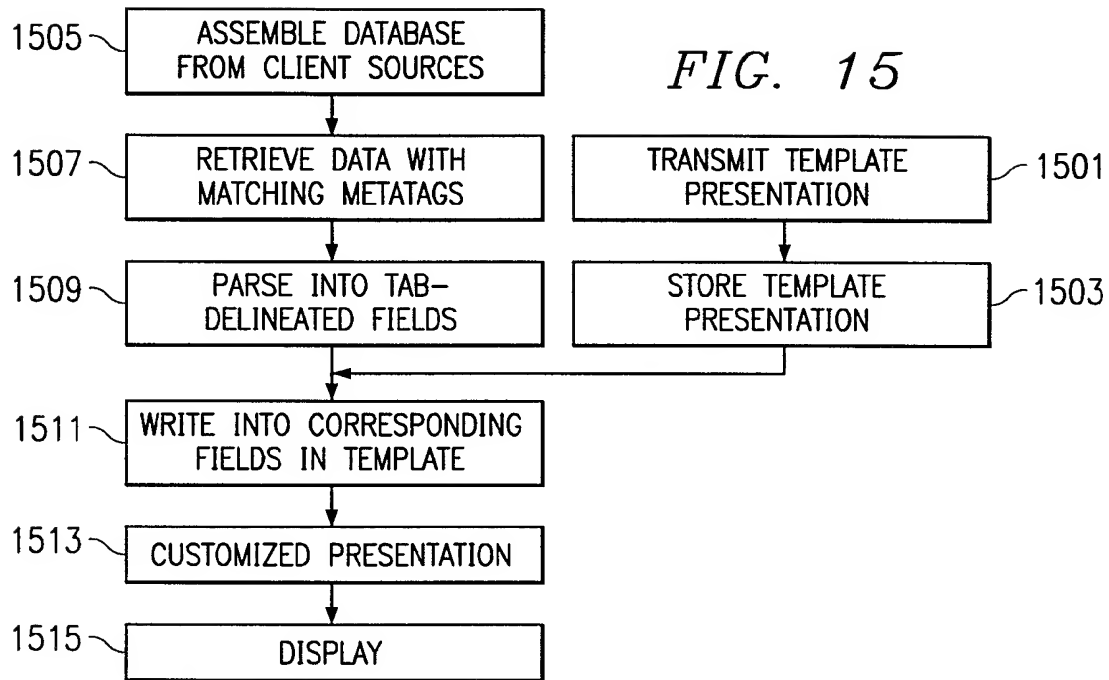 1505
ASSEMBLE DATABASE
FROM CLIENT SOURCES
FIG. 15
1507
RETRIEVE DATA WITH
MATCHING METATAGS
TRANSMIT TEMPLATE
PRESENTATION
1501
1509
PARSE INTO TAB-
DELINEATED FIELDS
STORE TEMPLATE
PRESENTATION
1503
1511
WRITE INTO CORRESPONDING
FIELDS IN TEMPLATE
1513
CUSTOMIZED PRESENTATION
1515
DISPLAY